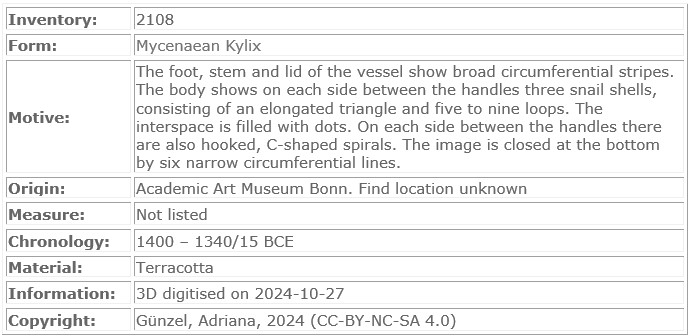 Inventory: 2108
Form: Mycenaean Kylix
Motive: The foot, stem and lid of the vessel show broad circumferential stripes.
The body shows on each side between the handles three snail shells,
consisting of an elongated triangle and five to nine loops. The
interspace is filled with dots. On each side between the handles there
are also hooked, C-shaped spirals. The image is closed at the bottom
by six narrow circumferential lines.
Origin: Academic Art Museum Bonn. Find location unknown
Measure: Not listed
Chronology: 1400 – 1340/15 BCE
Material: Terracotta
Information: 3D digitised on 2024-10-27
Copyright: Günzel, Adriana, 2024 (CC-BY-NC-SA 4.0)